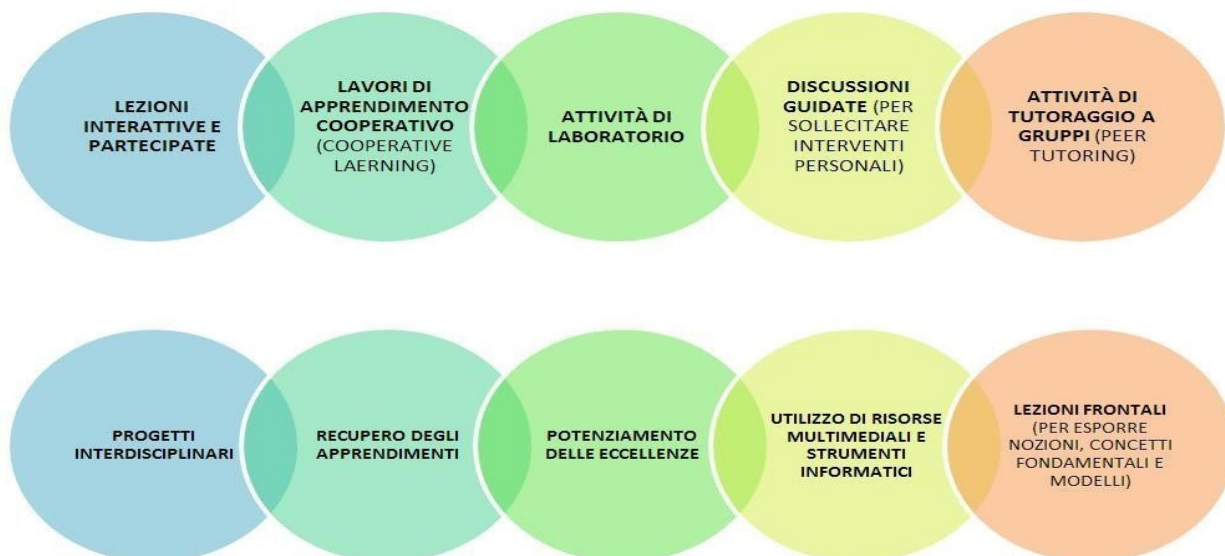 LEZIONI
INTERATTIVE E
PARTECIPATE
LAVORI DI
APPRENDIMENTO
COOPERATIVO
(COOPERATIVE
LAERNING)
ATTIVITÀ DI
LABORATORIO
DISCUSSIONI
GUIDATE (PER
SOLLECITARE
INTERVENTI
PERSONALI)
ATTIVITÀ DI
TUTORAGGIO A
GRUPPI (PEER
TUTORING)
PROGETTI
INTERDISCIPLINARI
RECUPERO DEGLI
APPRENDIMENTI
POTENZIAMENTO
DELLE ECCELLENZE
UTILIZZO DI RISORSE
MULTIMEDIALI E
STRUMENTI
INFORMATICI
LEZIONI FRONTALI
(PER ESPORRE
NOZIONI, CONCETTI
FONDAMENTALI E
MODELLI)